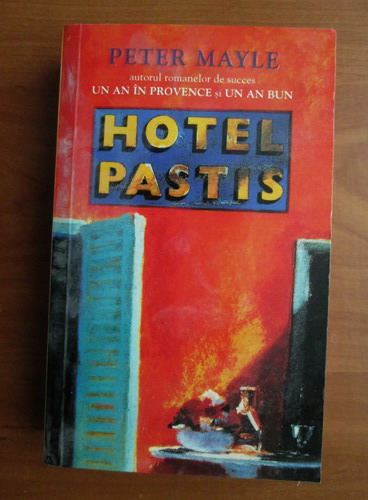 PETER MAYLE
autorul romanelor de succes
UN AN ÎN PROVENCE și UN AN BUN
HOTEL
PASTIS